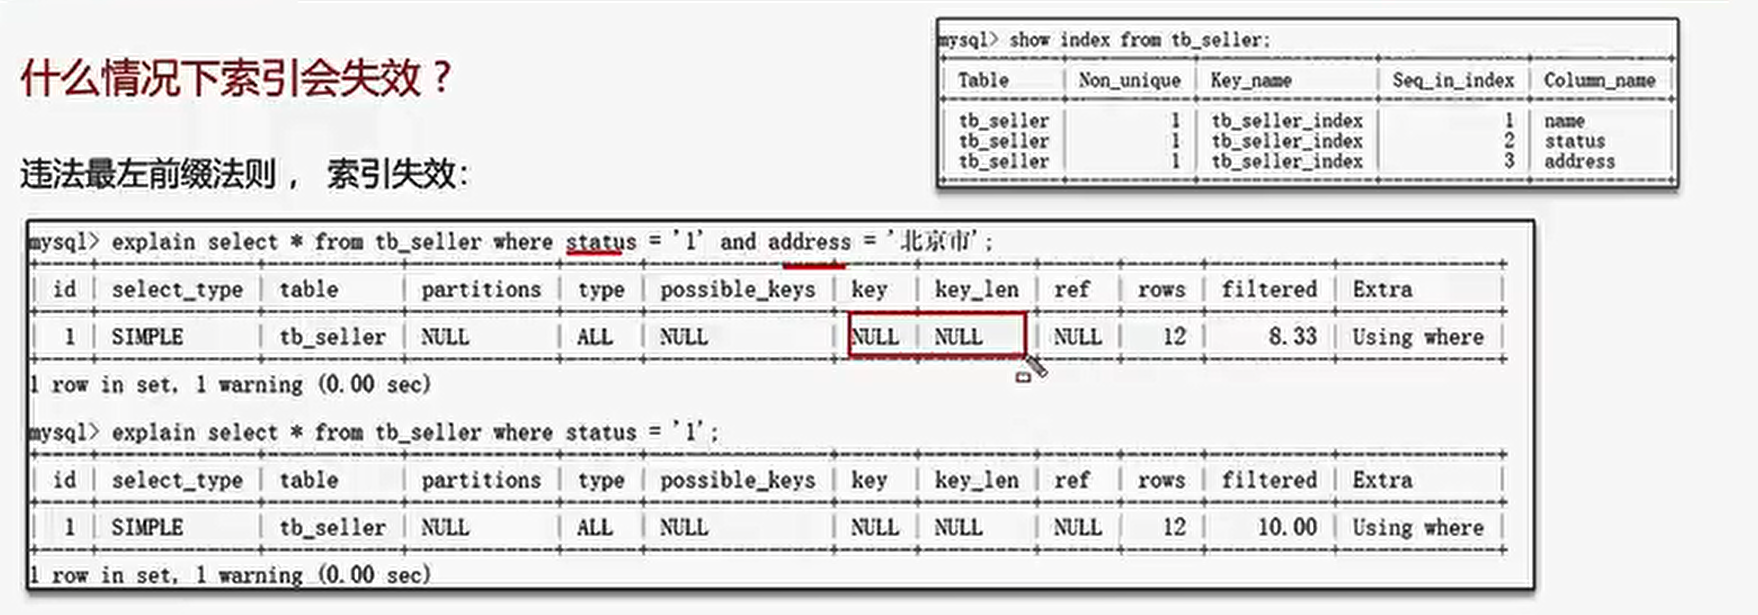 什么情况下索引会失效？
违法最左前缀法则， 索引失效：
mysql> show index from tb_seller;
Table | Non_unique | Key_name | Seq_in_index | Column_name
tb_seller | 1 | tb_seller_index | 1 | name
tb_seller | 1 | tb_seller_index | 2 | status
tb_seller | 1 | tb_seller_index | 3 | address
mysql> explain select * from tb_seller where status = '1' and address = '北京市';
id | select_type | table | partitions | type | possible_keys | key | key_len | ref | rows | filtered | Extra
1 | SIMPLE | tb_seller | NULL | ALL | NULL | NULL | NULL | NULL | 12 | 8.33 | Using where
1 row in set, 1 warning (0.00 sec)
mysql> explain select * from tb_seller where status = '1';
id | select_type | table | partitions | type | possible_keys | key | key_len | ref | rows | filtered | Extra
1 | SIMPLE | tb_seller | NULL | ALL | NULL | NULL | NULL | NULL | 12 | 10.00 | Using where
1 row in set, 1 warning (0.00 sec)